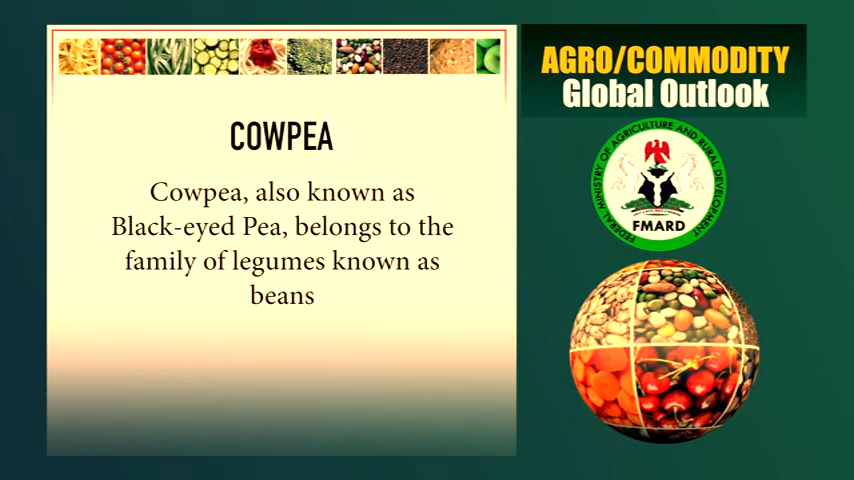 AGRO/COMMODITY
Global Outlook
COWPEA
Cowpea, also known as
Black-eyed Pea, belongs to the
family of legumes known as
beans
FEDERAL MINISTRY OF AGRICULTURE AND RURAL DEVELOPMENT
FMARD